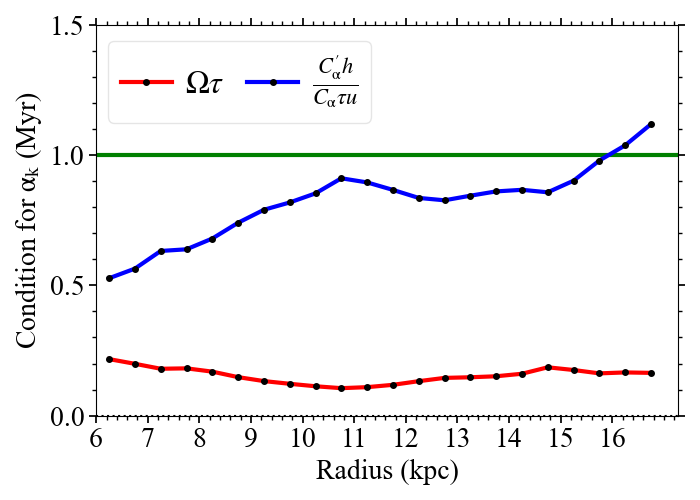 1.5
1.0
0.5
0.0
Condition for αk (Myr)
Ωτ
C′αh
Cατu
6 7 8 9 10 11 12 13 14 15 16
Radius (kpc)